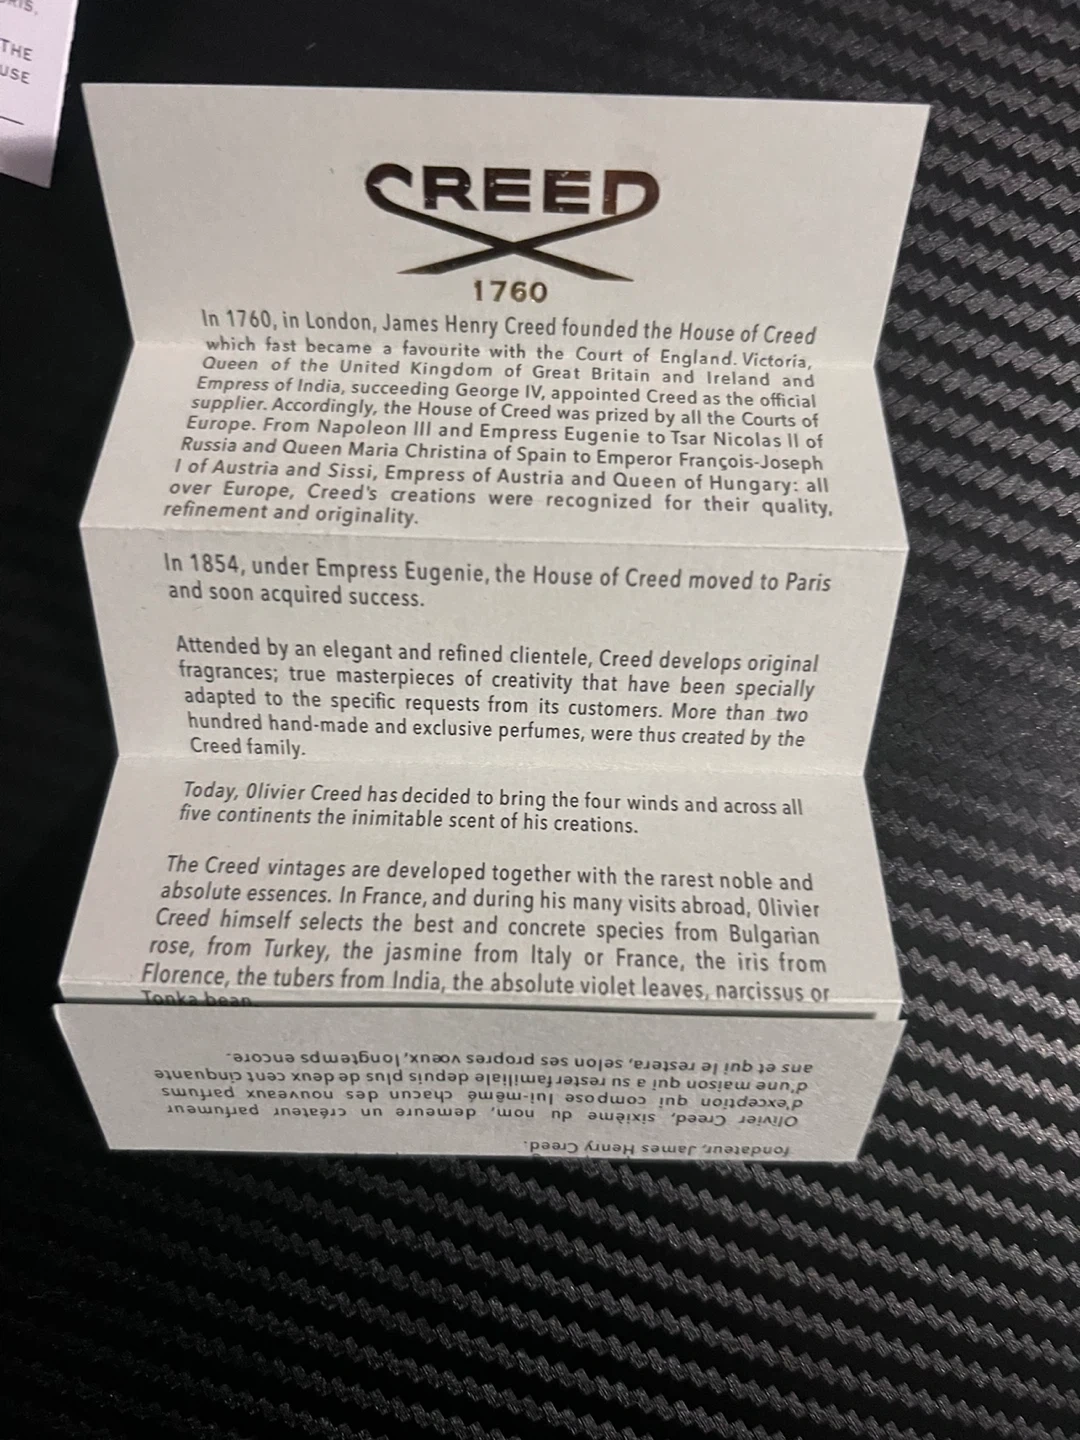 RIS.
THE
USE
CREED
1760
In 1760, in London, James Henry Creed founded the House of Creed
which fast became a favourite with the Court of England. Victoria,
Queen of the United Kingdom of Great Britain and Ireland and
Empress of India, succeeding George IV, appointed Creed as the official
supplier. Accordingly, the House of Creed was prized by all the Courts of
Europe. From Napoleon III and Empress Eugenie to Tsar Nicolas II of
Russia and Queen Maria Christina of Spain to Emperor François-Joseph
I of Austria and Sissi, Empress of Austria and Queen of Hungary: all
over Europe, Creed's creations were recognized for their quality,
refinement and originality.
In 1854, under Empress Eugenie, the House of Creed moved to Paris
and soon acquired success.
Attended by an elegant and refined clientele, Creed develops original
fragrances; true masterpieces of creativity that have been specially
adapted to the specific requests from its customers. More than two
hundred hand-made and exclusive perfumes, were thus created by the
Creed family.
Today, Olivier Creed has decided to bring the four winds and across all
five continents the inimitable scent of his creations.
The Creed vintages are developed together with the rarest noble and
absolute essences. In France, and during his many visits abroad, Olivier
Creed himself selects the best and concrete species from Bulgarian
rose, from Turkey, the jasmine from Italy or France, the iris from
Florence, the tubers from India, the absolute violet leaves, narcissus or
Tonka bean.
fondateur, James Henry Creed.
Olivier Creed, sixième du nom, demeure un créateur parfumeur
d'exception qui compose lui-même chacun des nouveaux parfums
d'une maison qui a su rester familiale depuis plus de deux cent cinquante
ans et qui le restera, selon ses propres vœux, longtemps encore.